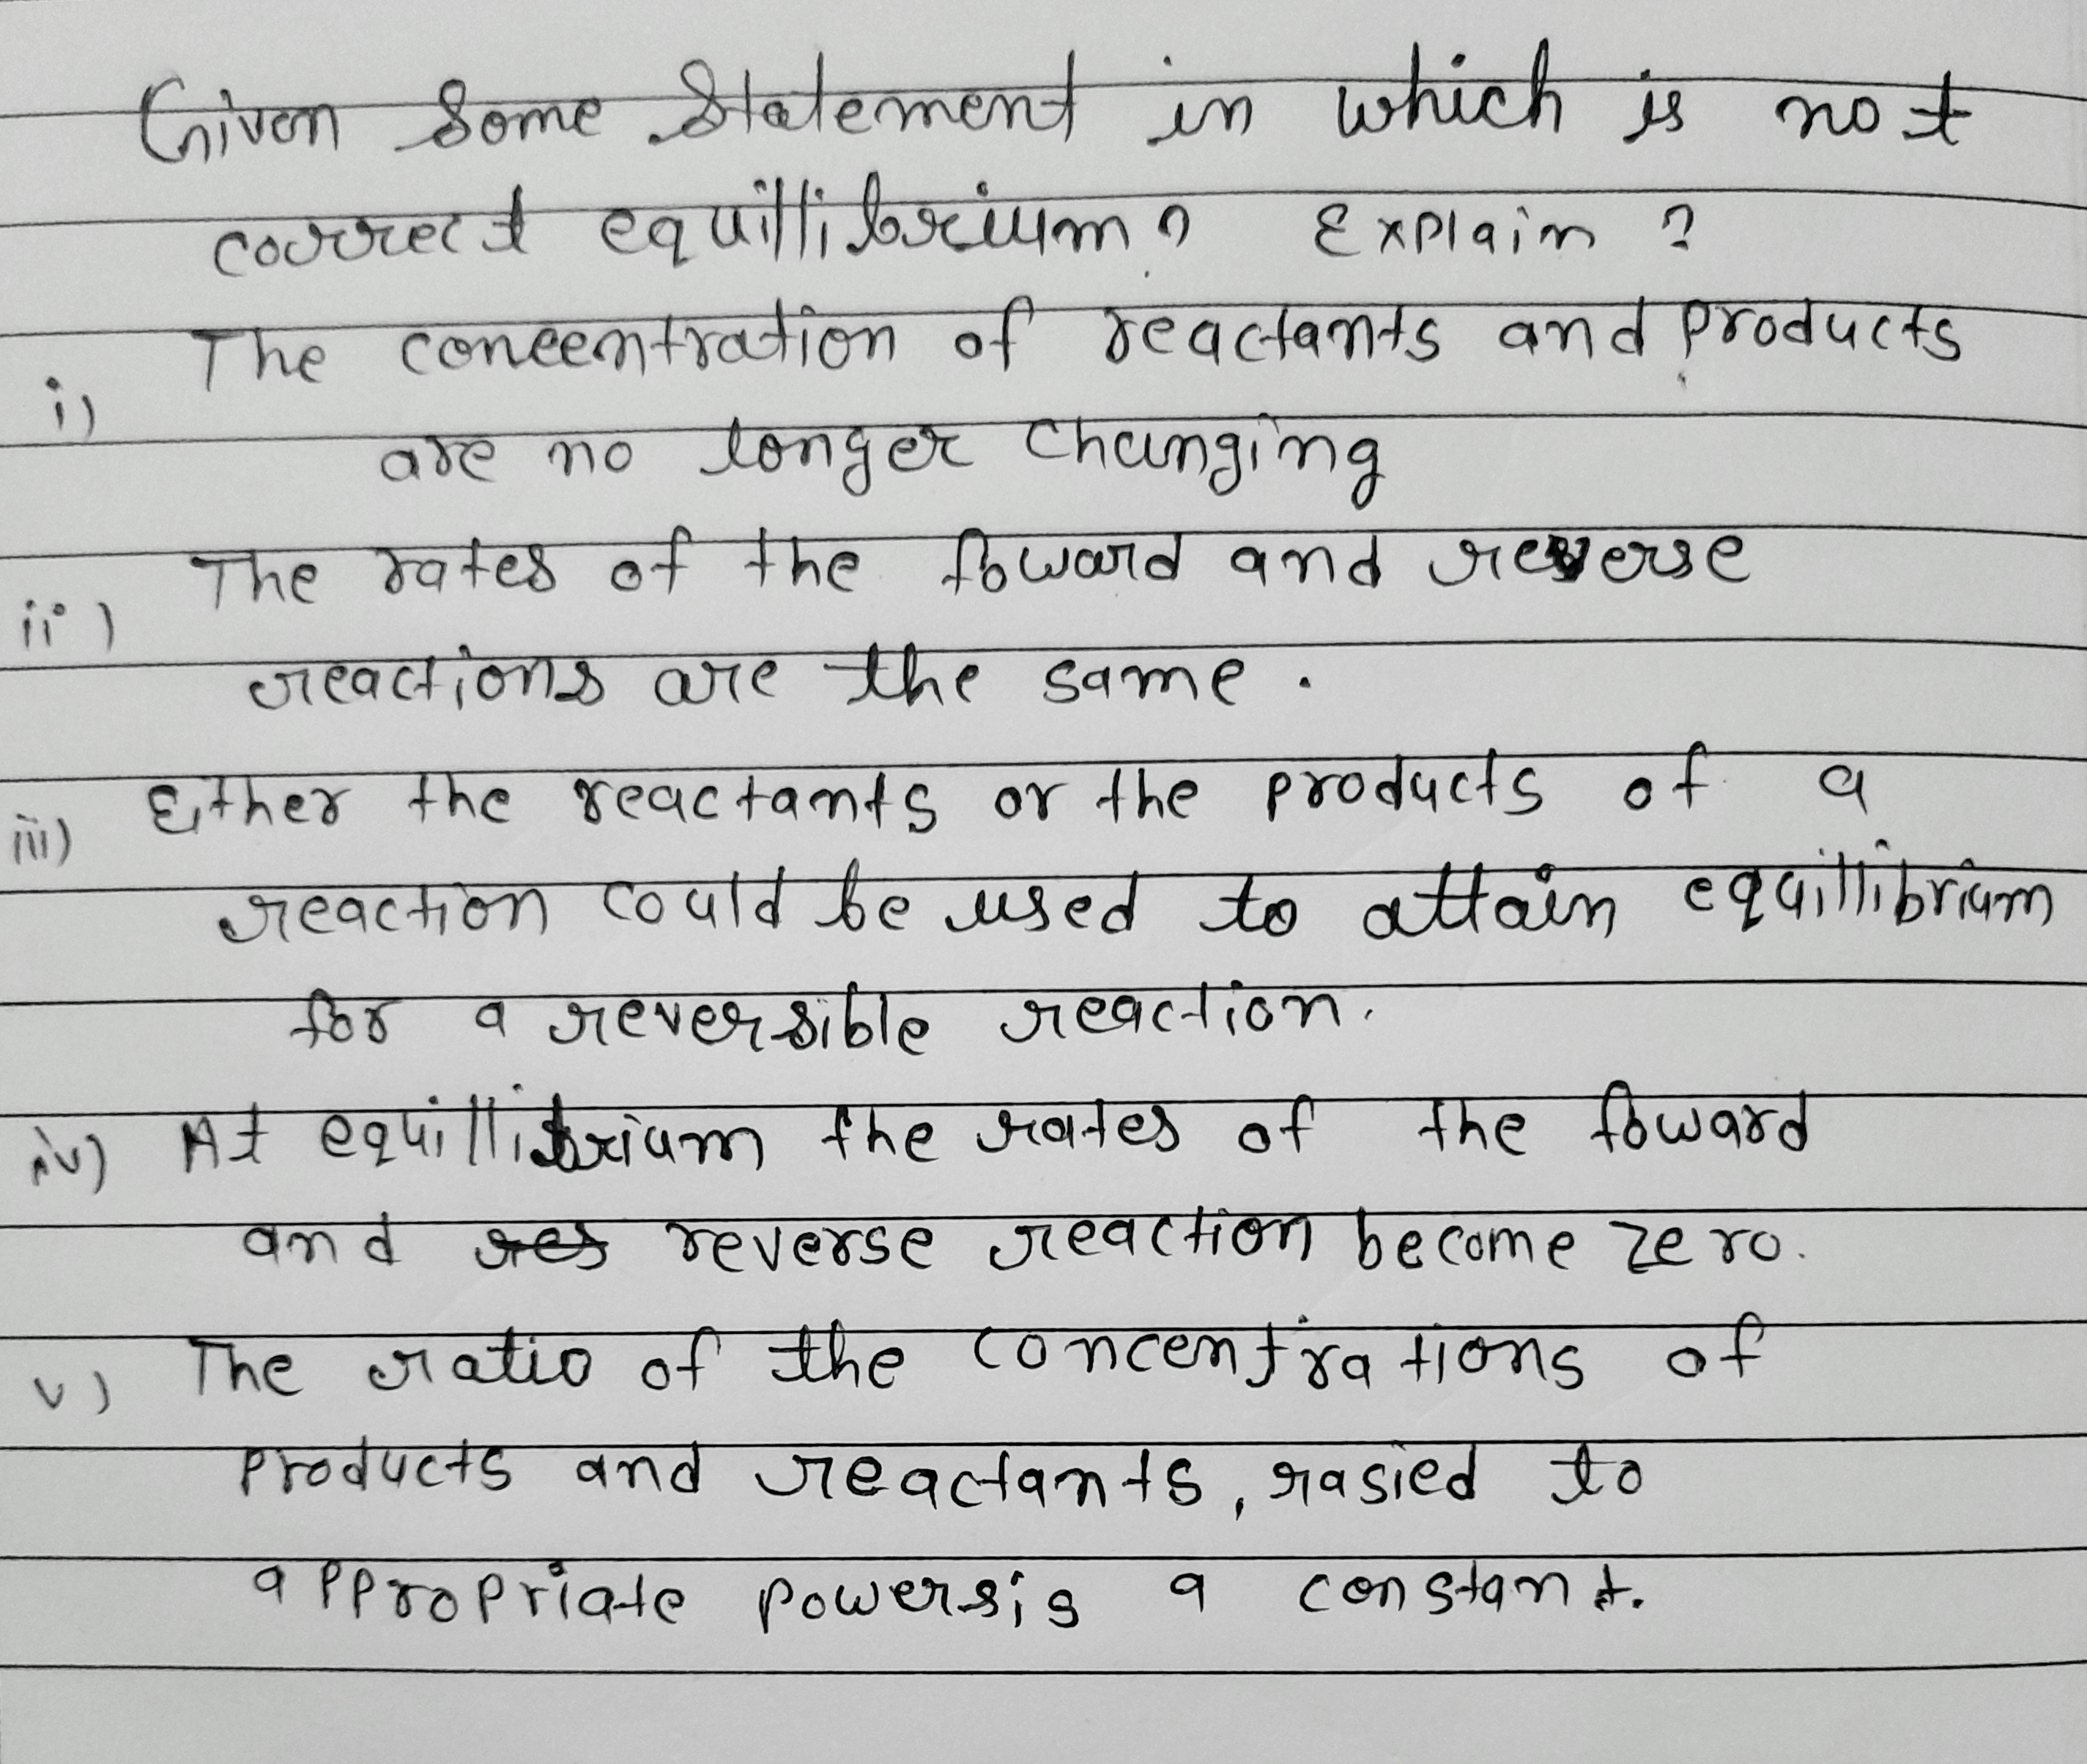 Given Some Statement in which is not
correct equillibrium? Explain?
i) The concentration of reactants and products
are no longer changing
ii) The rates of the foward and reverse
reactions are the same.
iii) Either the reactants or the products of a
reaction could be used to attain equillibrium
for a reversible reaction.
iv) At equillibrium the rates of the foward
and reverse reaction become zero.
v) The ratio of the concentrations of
products and reactants, rasied to
appropriate powersis a constant.